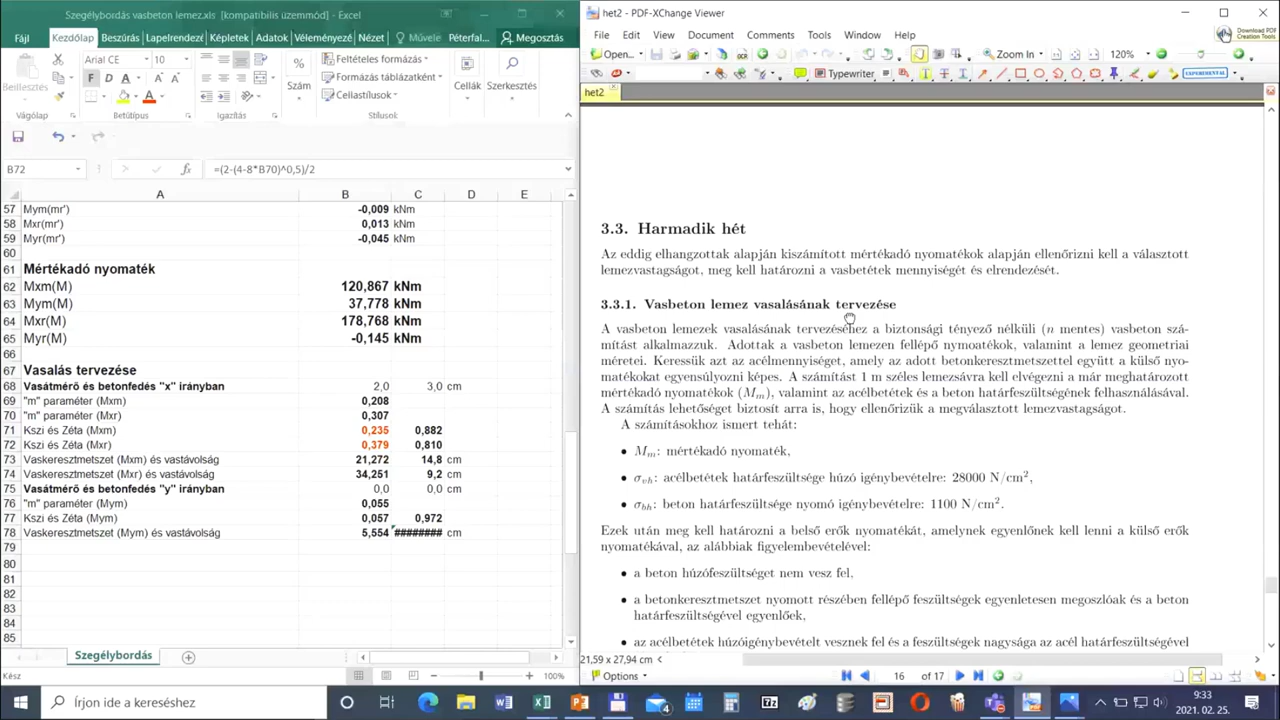 Szegélybordás vasbeton lemez.xls [kompatibilis üzemmód] - Excel
Fájl Kezdőlap Beszúrás Lapelrendezé Képletek Adatok Véleményezé Nézet Művele Péterfal... Megosztás
Beillesztés
Vágólap
Arial CE 10
F D A
Betűtípus
Igazítás
%
Szám
Feltételes formázás
Formázás táblázatként
Cellastílusok
Stílusok
Cellák
Szerkesztés
B72 fx =(2-(4-8*B70)^0,5)/2
A B C D E
57 Mym(mr') -0,009 kNm
58 Mxr(mr') 0,013 kNm
59 Myr(mr') -0,045 kNm
60
61 Mértékadó nyomaték
62 Mxm(M) 120,867 kNm
63 Mym(M) 37,778 kNm
64 Mxr(M) 178,768 kNm
65 Myr(M) -0,145 kNm
66
67 Vasalás tervezése
68 Vasátmérő és betonfedés "x" irányban 2,0 3,0 cm
69 "m" paraméter (Mxm) 0,208
70 "m" paraméter (Mxr) 0,307
71 Kszi és Zéta (Mxm) 0,235 0,882
72 Kszi és Zéta (Mxr) 0,379 0,810
73 Vaskeresztmetszet (Mxm) és vastávolság 21,272 14,8 cm
74 Vaskeresztmetszet (Mxr) és vastávolság 34,251 9,2 cm
75 Vasátmérő és betonfedés "y" irányban 0,0 0,0 cm
76 "m" paraméter (Mym) 0,055
77 Kszi és Zéta (Mym) 0,057 0,972
78 Vaskeresztmetszet (Mym) és vastávolság 5,554 ######## cm
79
80
81
82
83
84
85
Szegélybordás
Kész 100%
het2 - PDF-XChange Viewer
File Edit View Document Comments Tools Window Help
Download PDF
Creation Tools
Open... Zoom In 120%
Typewriter EXPERIMENTAL
het2
3.3. Harmadik hét
Az eddig elhangzottak alapján kiszámított mértékadó nyomatékok alapján ellenőrizni kell a választott
lemezvastagságot, meg kell határozni a vasbetétek mennyiségét és elrendezését.
3.3.1. Vasbeton lemez vasalásának tervezése
A vasbeton lemezek vasalásának tervezéséhez a biztonsági tényező nélküli (n mentes) vasbeton szá-
mítást alkalmazzuk. Adottak a vasbeton lemezen fellépő nymoatékok, valamint a lemez geometriai
méretei. Keressük azt az acélmennyiséget, amely az adott betonkeresztmetszettel együtt a külső nyo-
matékokat egyensúlyozni képes. A számítást 1 m széles lemezsávra kell elvégezni a már meghatározott
mértékadó nyomatékok (Mm), valamint az acélbetétek és a beton határfeszültségének felhasználásával.
A számítás lehetőséget biztosít arra is, hogy ellenőrizük a megválasztott lemezvastagságot.
A számításokhoz ismert tehát:
• Mm: mértékadó nyomaték,
• σvh: acélbetétek határfeszültsége húzó igénybevételre: 28000 N/cm²,
• σbh: beton határfeszültsége nyomó igénybevételre: 1100 N/cm².
Ezek után meg kell határozni a belső erők nyomatékát, amelynek egyenlőnek kell lenni a külső erők
nyomatékával, az alábbiak figyelembevételével:
• a beton húzófeszültséget nem vesz fel,
• a betonkeresztmetszet nyomott részében fellépő feszültségek egyenletesen megoszlóak és a beton
határfeszültségével egyenlőek,
• az acélbetétek húzóigénybevételt vesznek fel és a feszültségek nagysága az acél határfeszültségével
21,59 x 27,94 cm
Options 16 of 17
Írjon ide a kereséshez
4
9:33
2021. 02. 25.